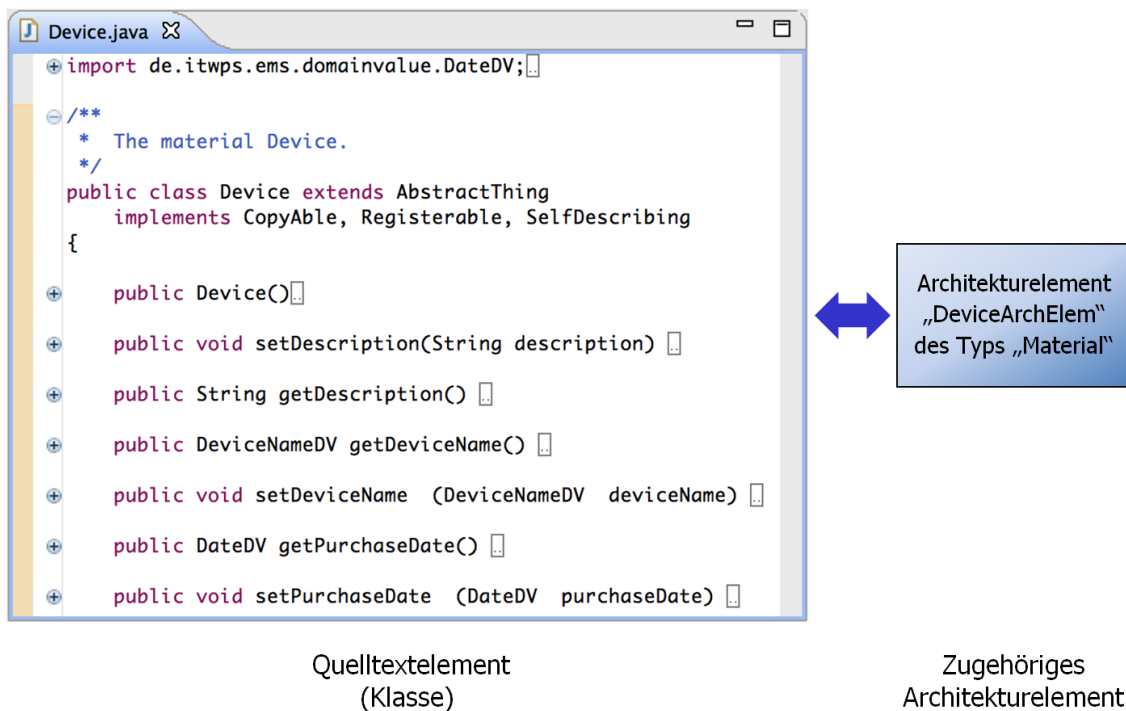 Device.java
import de.itwps.ems.domainvalue.DateDV;
/**
* The material Device.
*/
public class Device extends AbstractThing
implements CopyAble, Registerable, SelfDescribing
{
public Device()
public void setDescription(String description)
public String getDescription()
public DeviceNameDV getDeviceName()
public void setDeviceName (DeviceNameDV deviceName)
public DateDV getPurchaseDate()
public void setPurchaseDate (DateDV purchaseDate)
Architekturelement
„DeviceArchElem“
des Typs „Material“
Quelltextelement
(Klasse)
Zugehöriges
Architekturelement